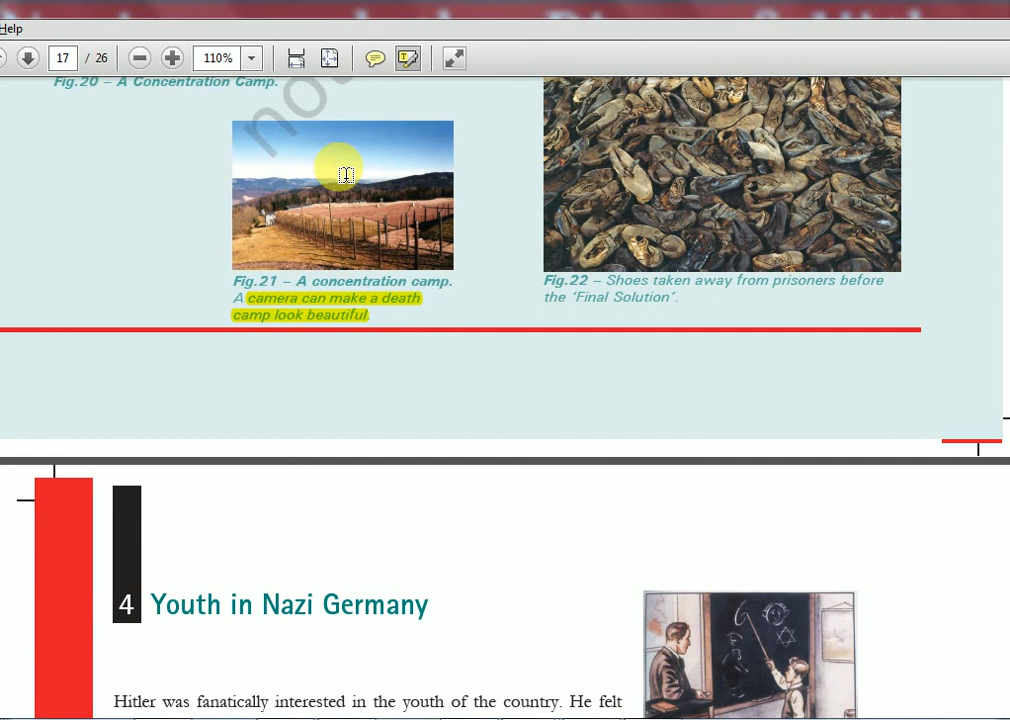 Help
17 / 26
110%
Fig.20 – A Concentration Camp.
not
Fig.21 – A concentration camp.
A camera can make a death
camp look beautiful.
Fig.22 – Shoes taken away from prisoners before
the ‘Final Solution’.
4 Youth in Nazi Germany
Hitler was fanatically interested in the youth of the country. He felt